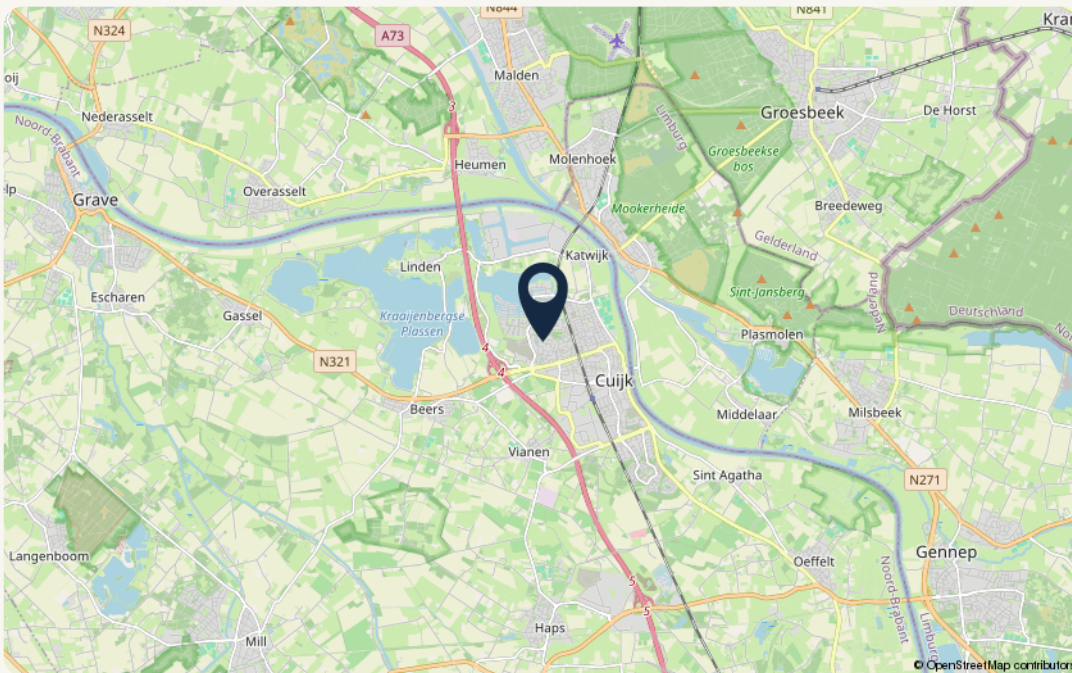 N844
N841
Kra
N324
A73
oij
Malden
3
Groesbeek
De Horst
Nederasselt
Noord-Brabant
Limburg
Heumen
Molenhoek
Groesbeekse
bos
elp
Overasselt
Grave
Mookerheide
Breedeweg
Gelderland
Katwijk
Linden
Nederland
Sint-Jansberg
Escharen
Gassel
Kraaijenbergse
Plassen
Deutschland
No
Plasmolen
4
4
N321
Cuijk
Beers
Middelaar
Milsbeek
Vianen
Sint Agatha
N271
Langenboom
Oeffelt
Gennep
Noord-Brabant
Limburg
5
5
Haps
Mill
© OpenStreetMap contributors